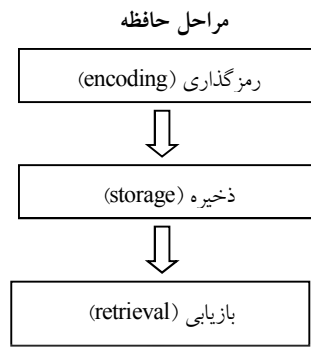 مراحل حافظه
رمزگذاری (encoding)
ذخیره (storage)
بازیابی (retrieval)